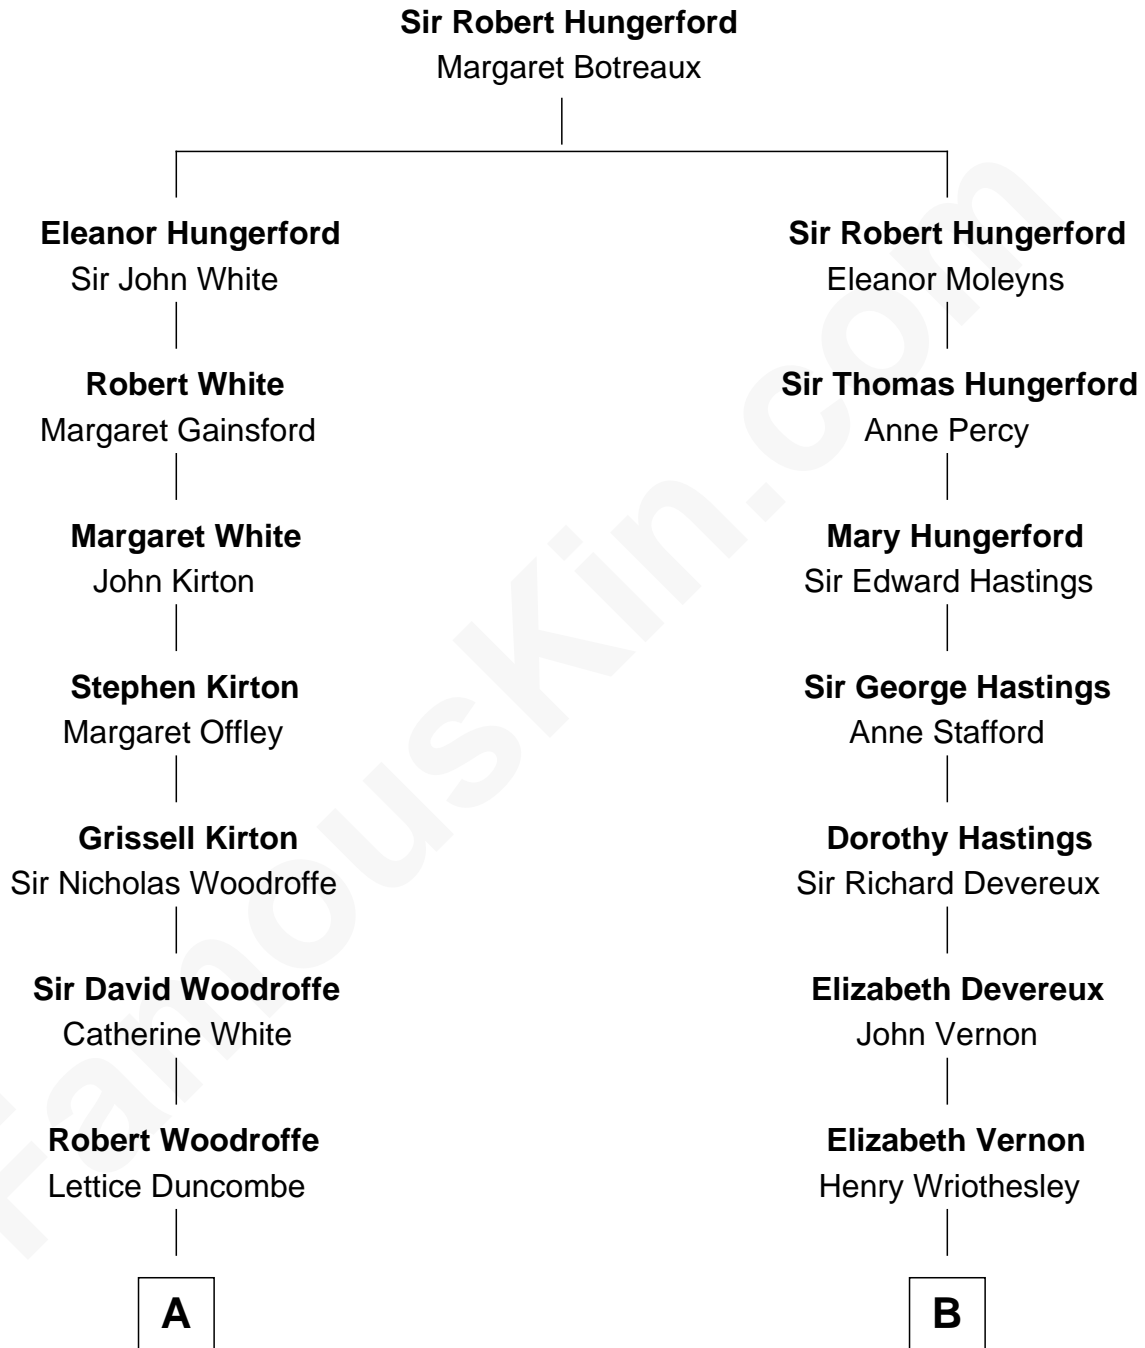 Sir Robert Hungerford
Margaret Botreaux
Eleanor Hungerford
Sir John White
Robert White
Margaret Gainsford
Margaret White
John Kirton
Stephen Kirton
Margaret Offley
Grissell Kirton
Sir Nicholas Woodroffe
Sir David Woodroffe
Catherine White
Robert Woodroffe
Lettice Duncombe
A
Sir Robert Hungerford
Eleanor Moleyns
Sir Thomas Hungerford
Anne Percy
Mary Hungerford
Sir Edward Hastings
Sir George Hastings
Anne Stafford
Dorothy Hastings
Sir Richard Devereux
Elizabeth Devereux
John Vernon
Elizabeth Vernon
Henry Wriothesley
B
FamousKin.com